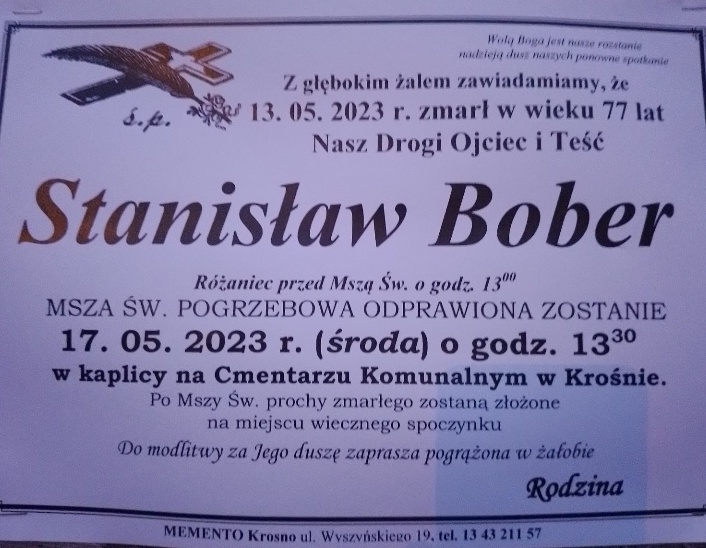 Wolą Boga jest nasze rozstanie
nadzieją dusz naszych ponowne spotkanie
Z głębokim żalem zawiadamiamy, że
ś.p. 13. 05. 2023 r. zmarł w wieku 77 lat
Nasz Drogi Ojciec i Teść
Stanisław Bober
Różaniec przed Mszą Św. o godz. 13⁰⁰
MSZA ŚW. POGRZEBOWA ODPRAWIONA ZOSTANIE
17. 05. 2023 r. (środa) o godz. 13³⁰
w kaplicy na Cmentarzu Komunalnym w Krośnie.
Po Mszy Św. prochy zmarłego zostaną złożone
na miejscu wiecznego spoczynku
Do modlitwy za Jego duszę zaprasza pogrążona w żałobie
Rodzina
MEMENTO Krosno ul. Wyszyńskiego 19, tel. 13 43 211 57